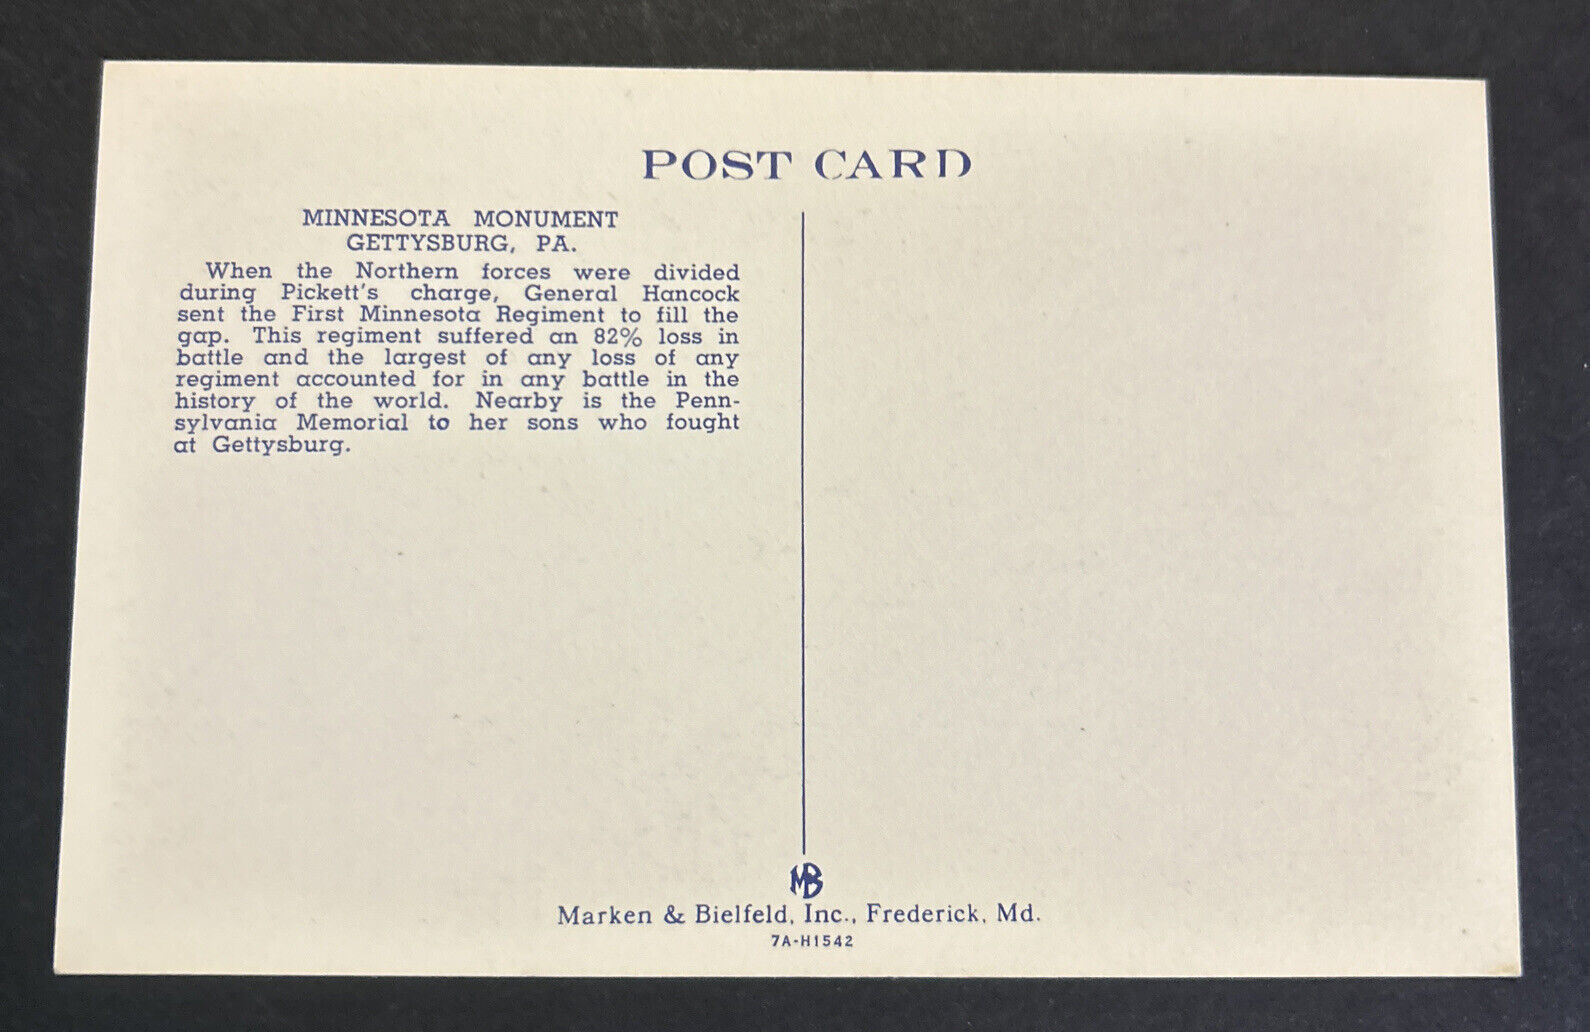 POST CARD
MINNESOTA MONUMENT
GETTYSBURG, PA.
When the Northern forces were divided
during Pickett's charge, General Hancock
sent the First Minnesota Regiment to fill the
gap. This regiment suffered an 82% loss in
battle and the largest of any loss of any
regiment accounted for in any battle in the
history of the world. Nearby is the Penn-
sylvania Memorial to her sons who fought
at Gettysburg.
MB
Marken & Bielfeld, Inc., Frederick, Md.
7A-H1542